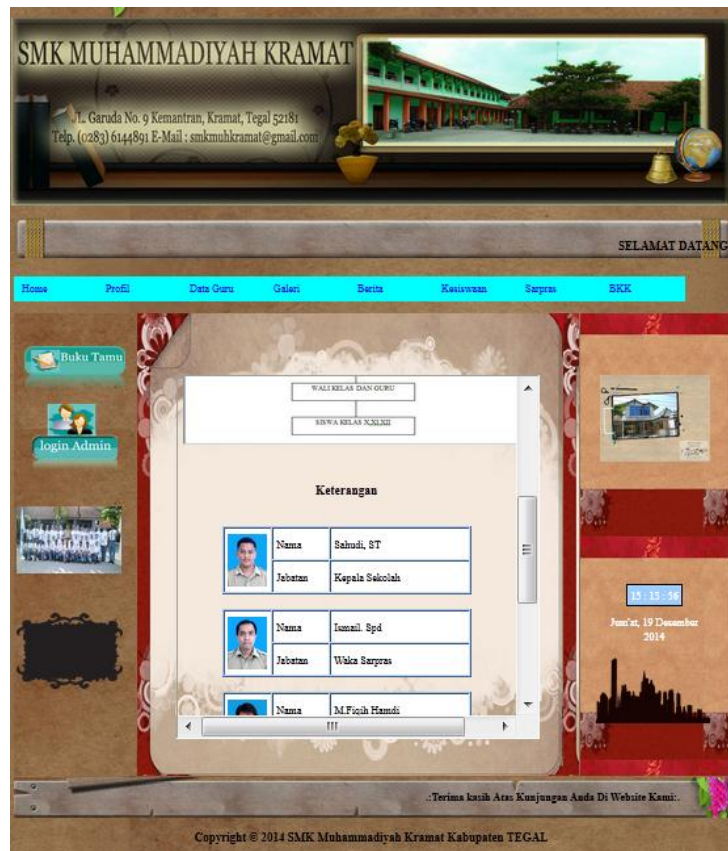 SMK MUHAMMADIYAH KRAMAT
JL. Garuda No. 9 Kemantran, Kramat, Tegal 52181
Telp. (0283) 6144891 E-Mail : smkmuhkramat@gmail.com
SELAMAT DATANG
Home Profil Data Guru Galeri Berita Kesiswaan Sarpras BKK
Buku Tamu
login Admin
WALI KELAS DAN GURU
SISWA KELAS X,XI,XII
Keterangan
Nama Sahudi, ST
Jabatan Kepala Sekolah
Nama Ismail. Spd
Jabatan Waka Sarpras
Nama M.Fiqih Hamdi
15 : 15 : 56
Jum'at, 19 Desember
2014
.:Terima kasih Atas Kunjungan Anda Di Website Kami:.
Copyright © 2014 SMK Muhammadiyah Kramat Kabupaten TEGAL